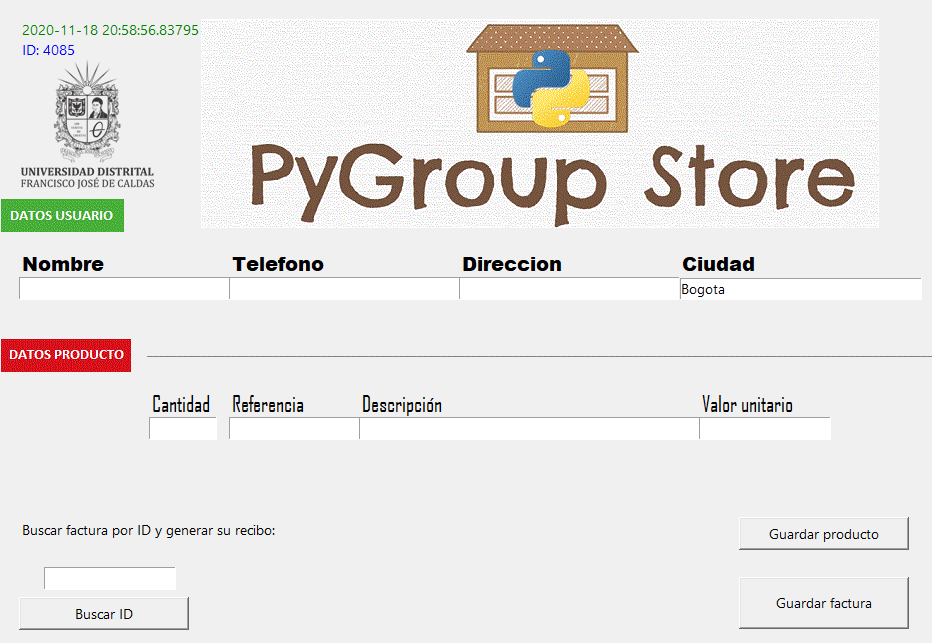 2020-11-18 20:58:56.83795
ID: 4085
UNIVERSIDAD DISTRITAL
FRANCISCO JOSÉ DE CALDAS
PyGroup Store
DATOS USUARIO
Nombre Telefono Direccion Ciudad
Bogota
DATOS PRODUCTO
Cantidad Referencia Descripción Valor unitario
Buscar factura por ID y generar su recibo:
Guardar producto
Buscar ID
Guardar factura